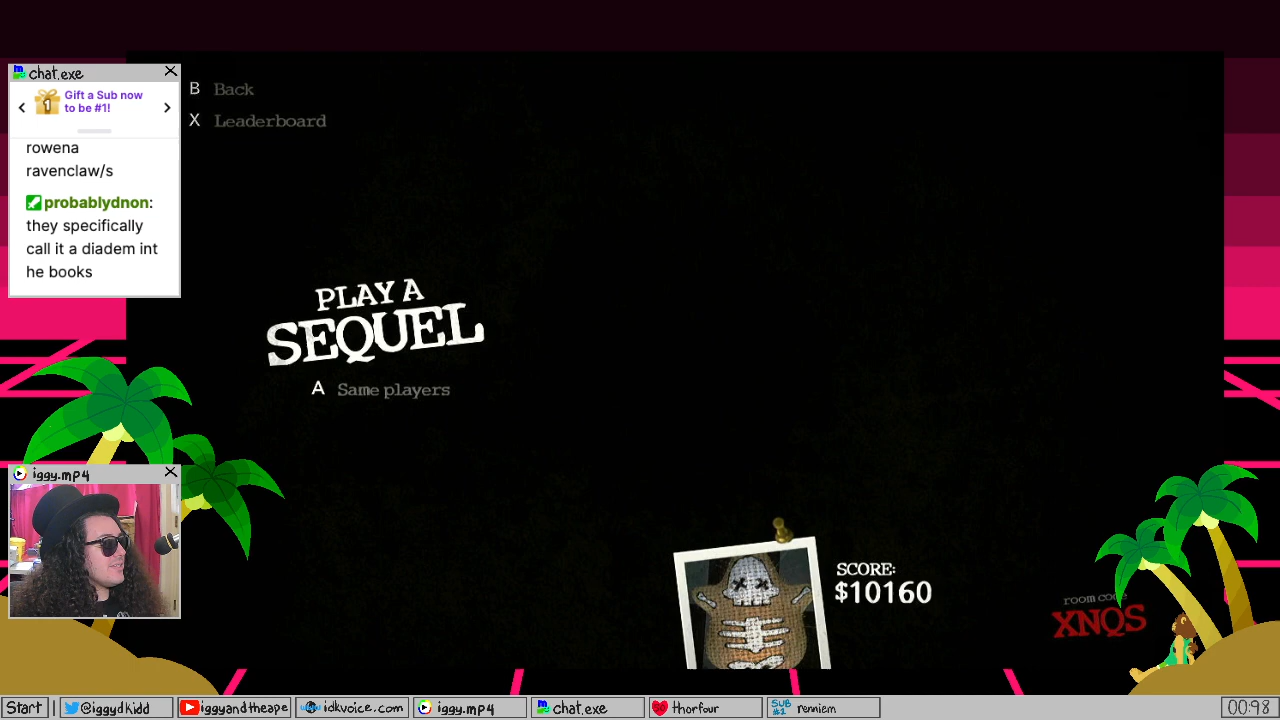 chat.exe
Gift a Sub now
to be #1!
1
rowena
ravenclaw/s
probablydnon:
they specifically
call it a diadem int
he books
B Back
X Leaderboard
PLAY A
SEQUEL
A Same players
iggy.mp4
SCORE:
$10160
room code
XNQS
Start
@iggydkidd
iggyandtheape
idkvoice.com
iggy.mp4
chat.exe
thorfour
SUB
#1
renniem
00:98